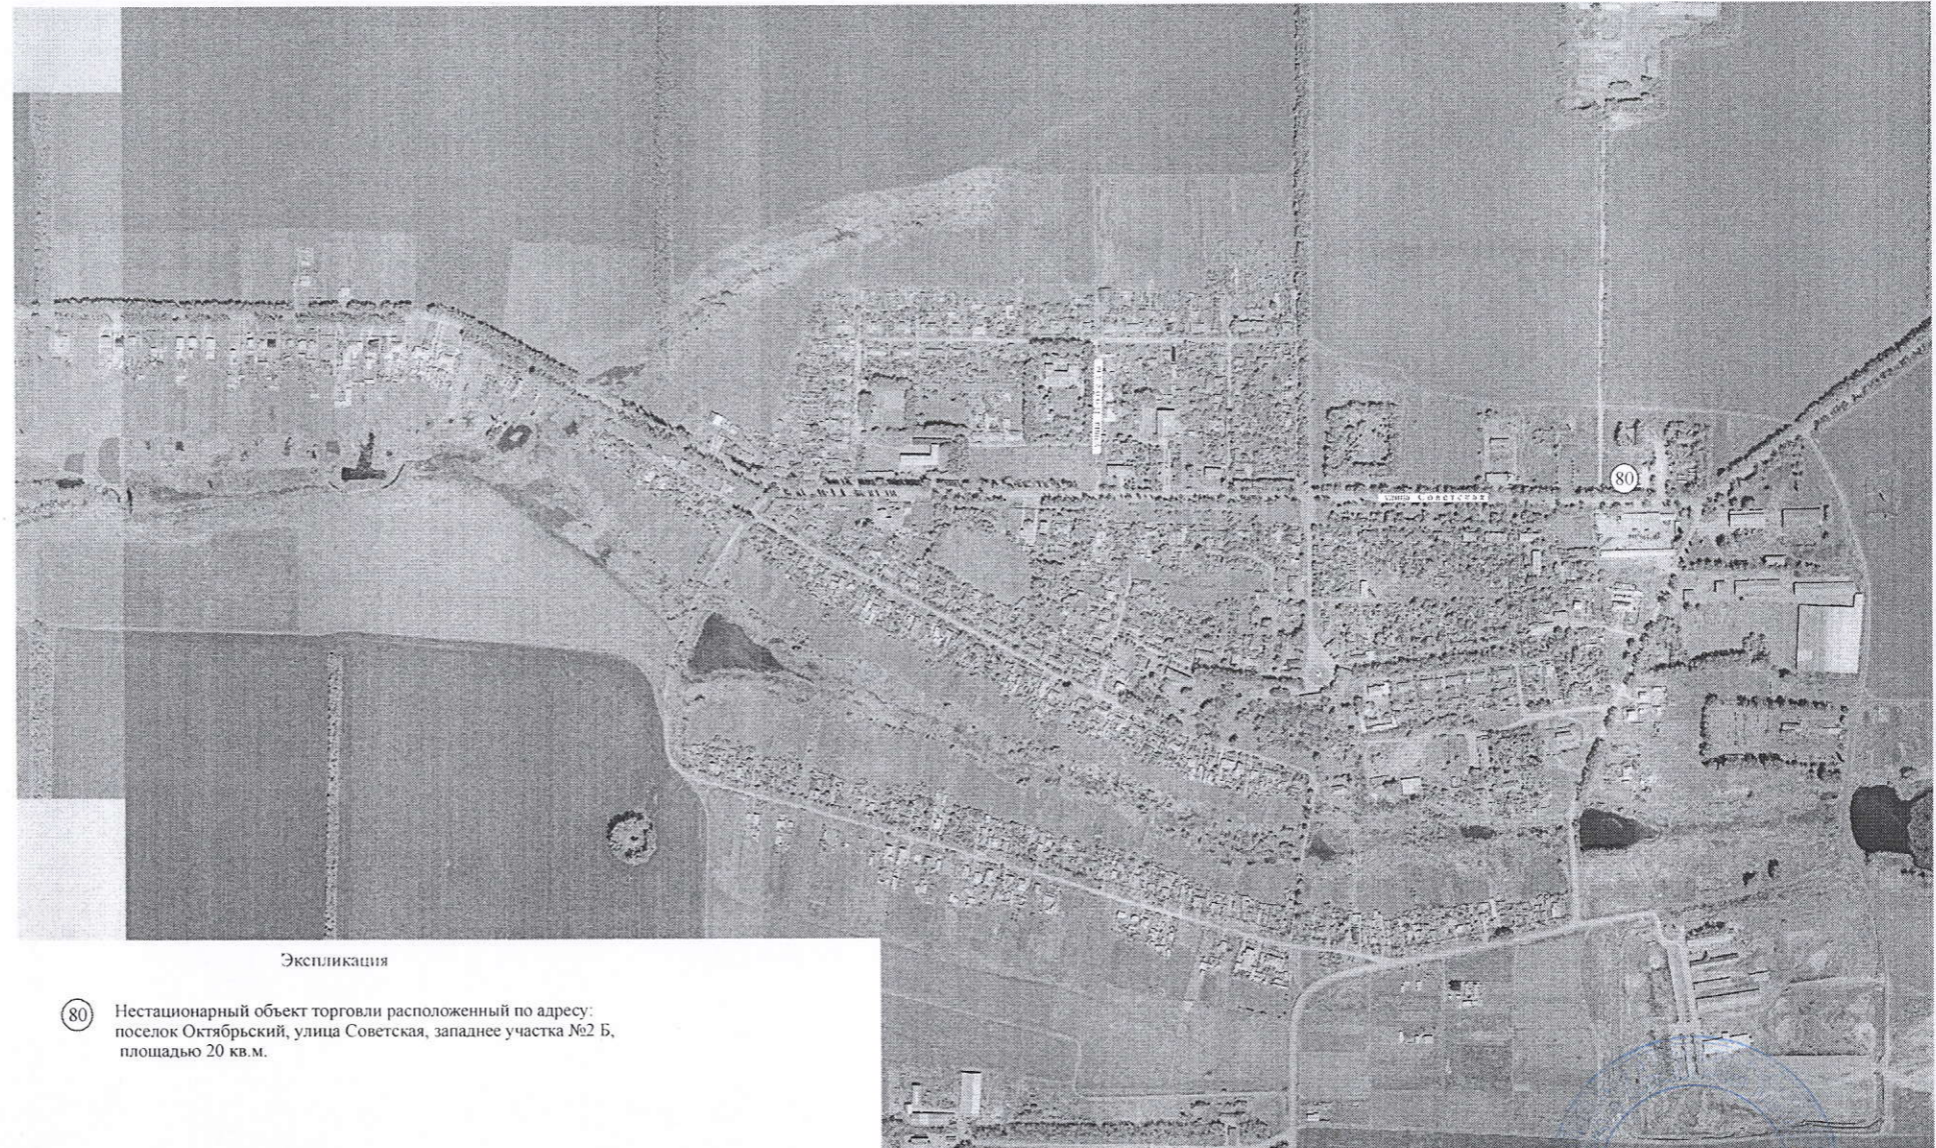 80
улица Советская
Экспликация
80 Нестационарный объект торговли расположенный по адресу:
поселок Октябрьский, улица Советская, западнее участка №2 Б,
площадью 20 кв.м.